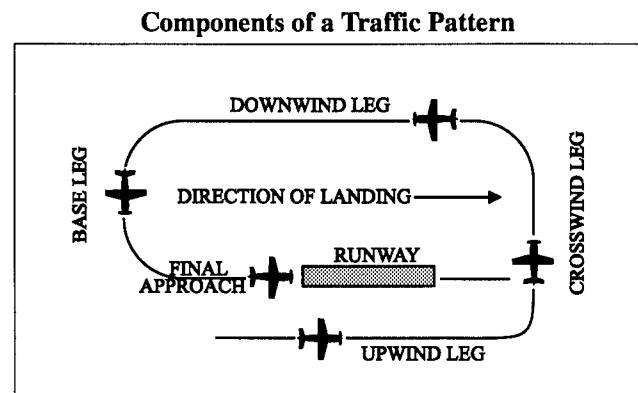 Components of a Traffic Pattern
DOWNWIND LEG
BASE LEG
DIRECTION OF LANDING
CROSSWIND LEG
RUNWAY
FINAL
APPROACH
UPWIND LEG